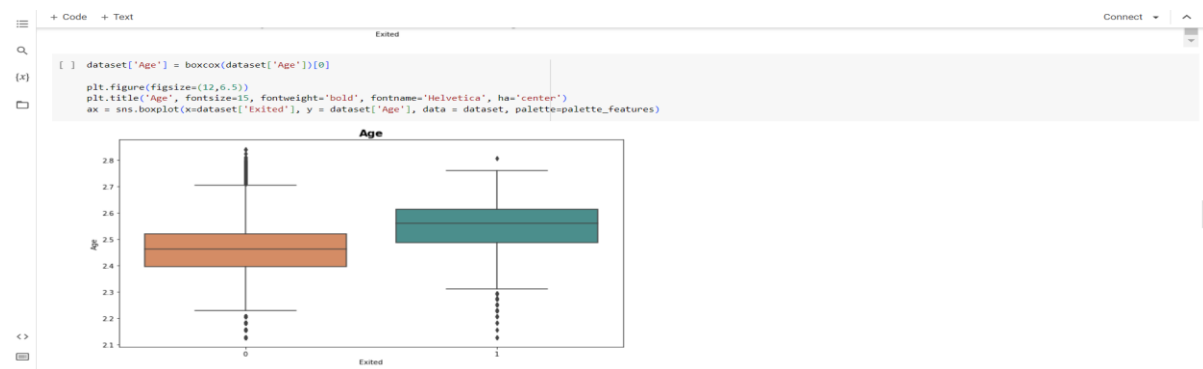 + Code + Text
Connect
Exited
{x}
[ ] dataset['Age'] = boxcox(dataset['Age'])[0]
plt.figure(figsize=(12,6.5))
plt.title('Age', fontsize=15, fontweight='bold', fontname='Helvetica', ha='center')
ax = sns.boxplot(x=dataset['Exited'], y = dataset['Age'], data = dataset, palette=palette_features)
Age
2.8
2.7
2.6
Age
2.5
2.4
2.3
2.2
2.1
0 1
Exited
<>